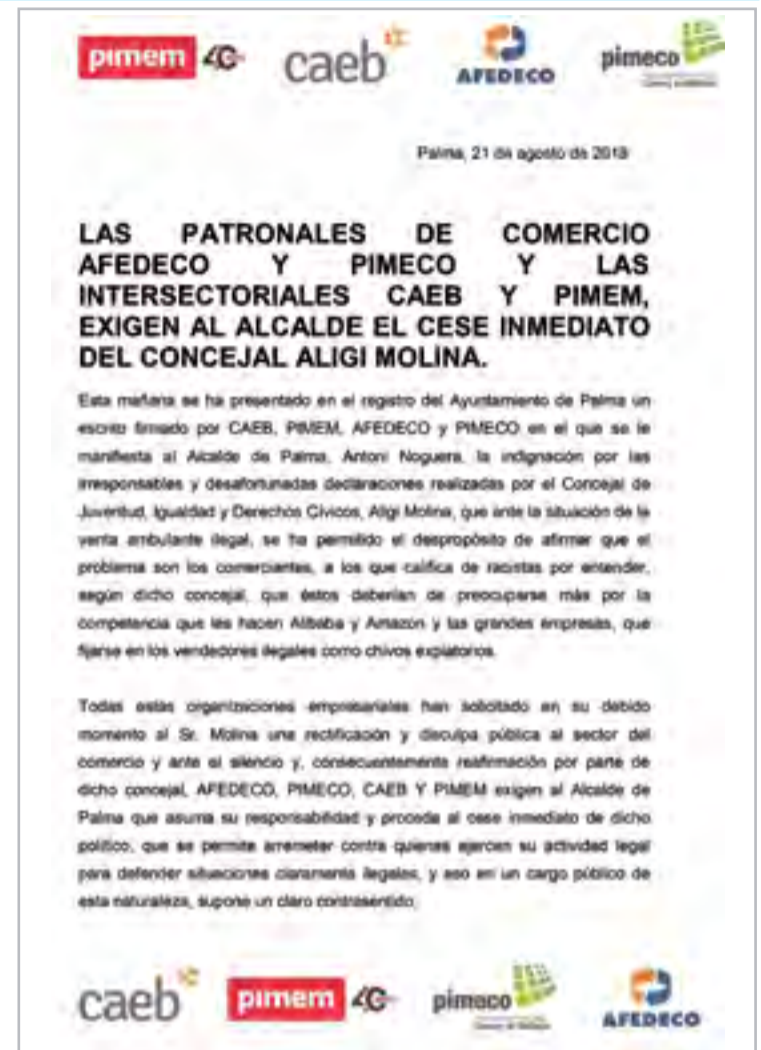 pimem 40
caeb
AFEDECO
pimeco
Palma, 21 de agosto de 2018
LAS PATRONALES DE COMERCIO
AFEDECO Y PIMECO Y LAS
INTERSECTORIALES CAEB Y PIMEM,
EXIGEN AL ALCALDE EL CESE INMEDIATO
DEL CONCEJAL ALIGI MOLINA.
Esta mañana se ha presentado en el registro del Ayuntamiento de Palma un
escrito firmado por CAEB, PIMEM, AFEDECO y PIMECO en el que se le
manifiesta al Alcalde de Palma, Antoni Noguera, la indignación por las
irresponsables y desafortunadas declaraciones realizadas por el Concejal de
Juventud, Igualdad y Derechos Cívicos, Aligi Molina, que ante la situación de la
venta ambulante ilegal, se ha permitido el despropósito de afirmar que el
problema son los comerciantes, a los que califica de racistas por entender,
según dicho concejal, que éstos deberían de preocuparse más por la
competencia que les hacen Alibaba y Amazon y las grandes empresas, que
fijarse en los vendedores ilegales como chivos expiatorios.
Todas estas organizaciones empresariales han solicitado en su debido
momento al Sr. Molina una rectificación y disculpa pública al sector del
comercio y ante el silencio y, consecuentemente reafirmación por parte de
dicho concejal, AFEDECO, PIMECO, CAEB Y PIMEM exigen al Alcalde de
Palma que asuma su responsabilidad y proceda al cese inmediato de dicho
político, que se permite arremeter contra quienes ejercen su actividad legal
para defender situaciones claramente ilegales, y eso en un cargo público de
esta naturaleza, supone un claro contrasentido.
caeb
pimem 40
pimeco
AFEDECO